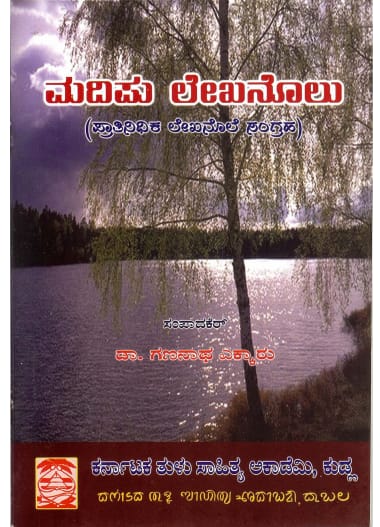 ಮದಿಪು ಲೇಖನೊಲು
(ಪ್ರಾತಿನಿಧಿಕ ಲೇಖನೊಲೆ ಸಂಗ್ರಹ)
ಸಂಪಾದಕೆರ್
ಡಾ. ಗಣನಾಥ ಎಕ್ಕಾರು
ಕರ್ನಾಟಕ ತುಳು ಸಾಹಿತ್ಯ ಅಕಾಡೆಮಿ, ಕುಡ್ಲ